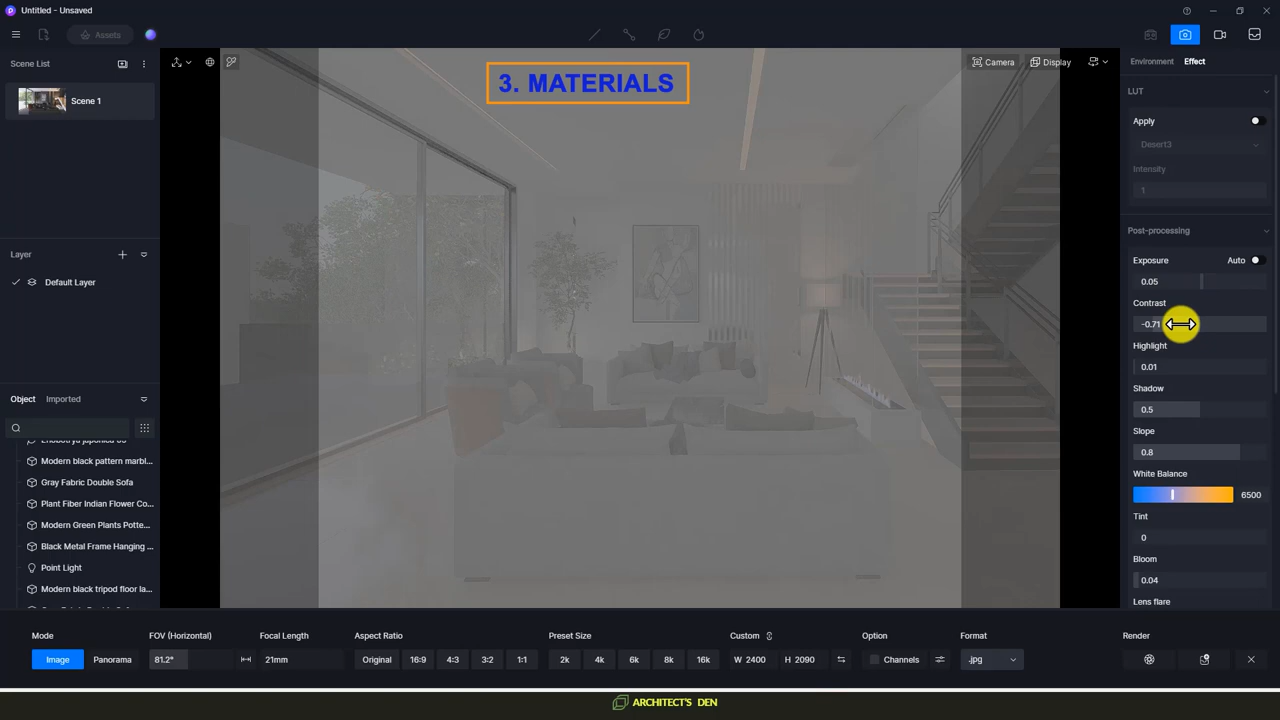 Untitled - Unsaved
Assets
Scene List
Scene 1
Layer
Default Layer
Object
Imported
Modern black pattern marbl...
Gray Fabric Double Sofa
Plant Fiber Indian Flower Co...
Modern Green Plants Potte...
Black Metal Frame Hanging ...
Point Light
Modern black tripod floor la...
3. MATERIALS
Camera
Display
Environment
Effect
LUT
Apply
Desert3
Intensity
1
Post-processing
Exposure
Auto
0.05
Contrast
-0.71
Highlight
0.01
Shadow
0.5
Slope
0.8
White Balance
6500
Tint
0
Bloom
0.04
Lens flare
Mode
Image
Panorama
FOV (Horizontal)
81.2°
Focal Length
21mm
Aspect Ratio
Original
16:9
4:3
3:2
1:1
Preset Size
2k
4k
6k
8k
16k
Custom
W 2400
H 2090
Option
Channels
Format
.jpg
Render
ARCHITECT'S DEN